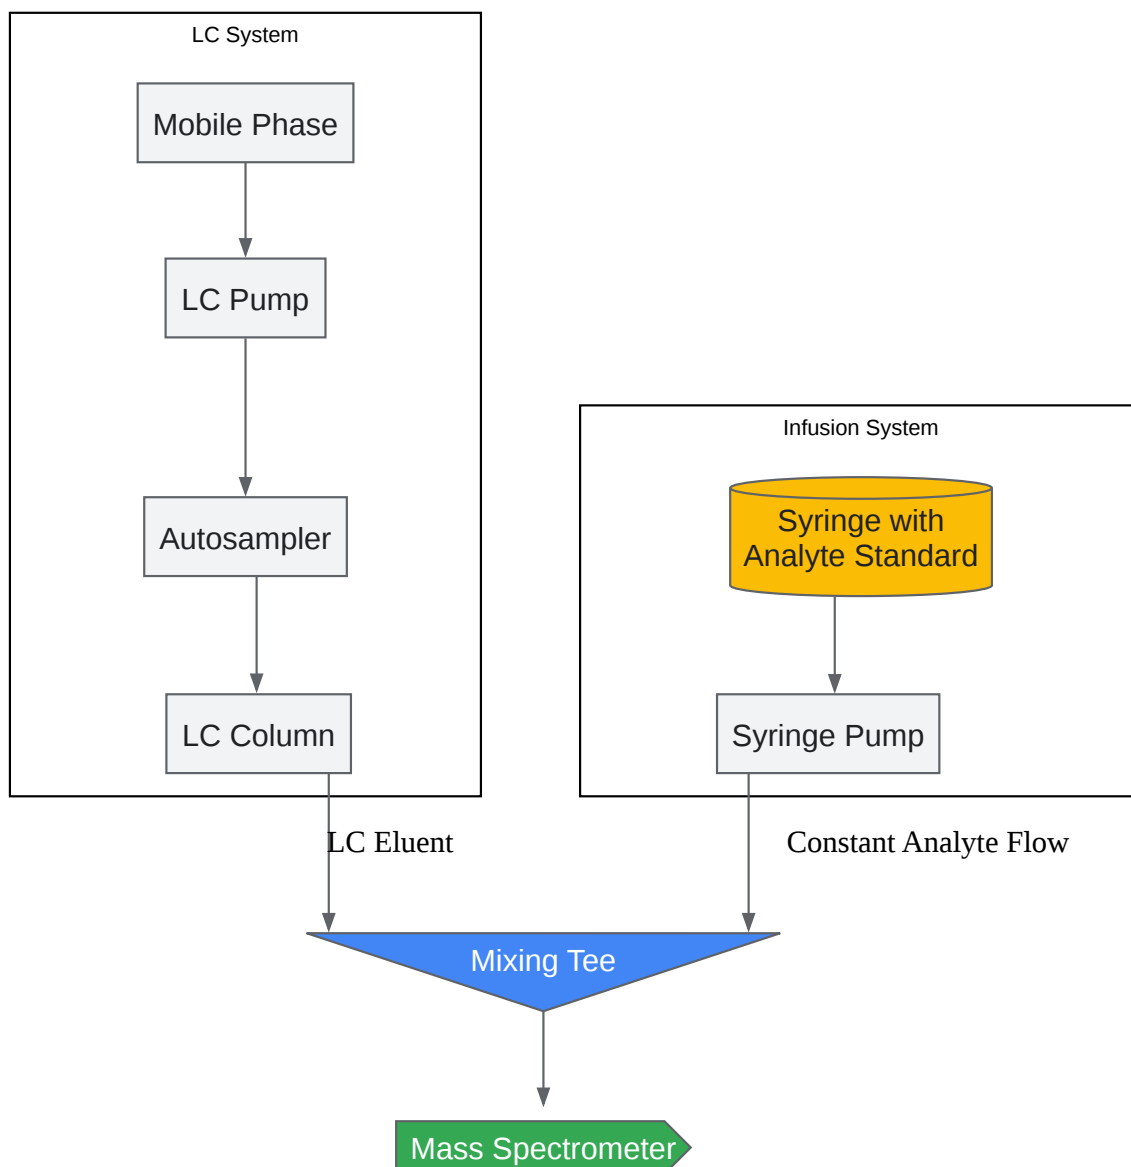 LC System
Mobile Phase
LC Pump
Autosampler
LC Column
Infusion System
Syringe with
Analyte Standard
Syringe Pump
LC Eluent
Constant Analyte Flow
Mixing Tee
Mass Spectrometer